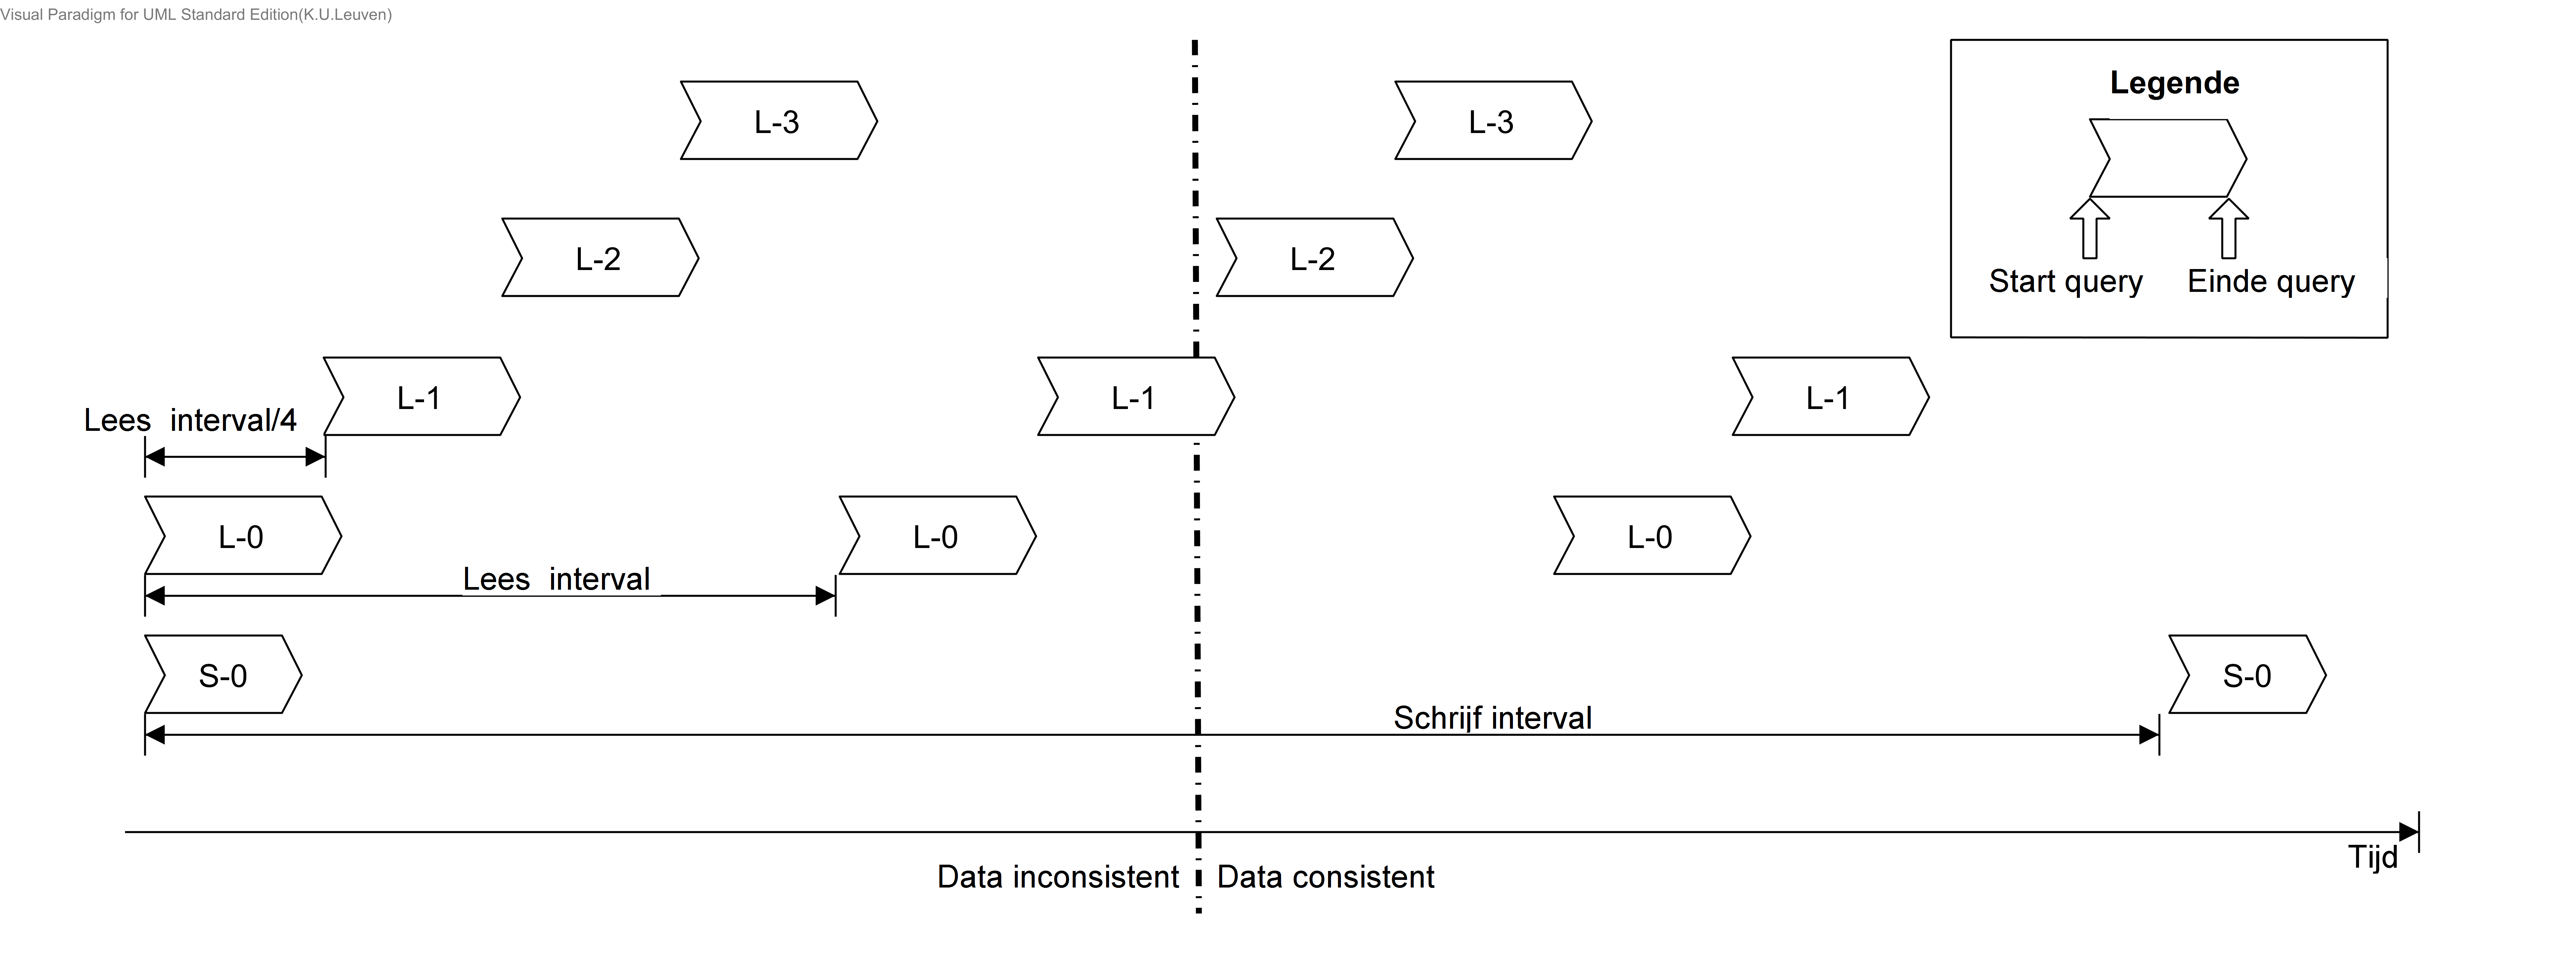 Visual Paradigm for UML Standard Edition(K.U.Leuven)
Legende
Start query
Einde query
L-3
L-3
L-2
L-2
L-1
L-1
L-1
Lees interval/4
L-0
L-0
L-0
Lees interval
S-0
S-0
Schrijf interval
Tijd
Data inconsistent
Data consistent